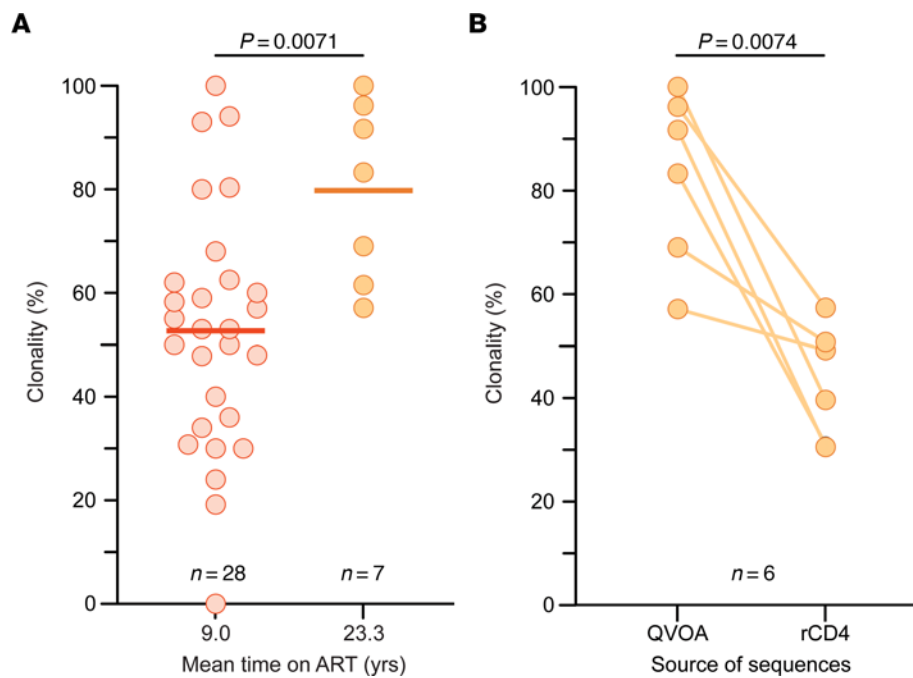 A
P = 0.0071
Clonality (%)
100
80
60
40
20
0
n = 28
n = 7
9.0
23.3
Mean time on ART (yrs)
B
P = 0.0074
Clonality (%)
100
80
60
40
20
0
n = 6
QVOA
rCD4
Source of sequences